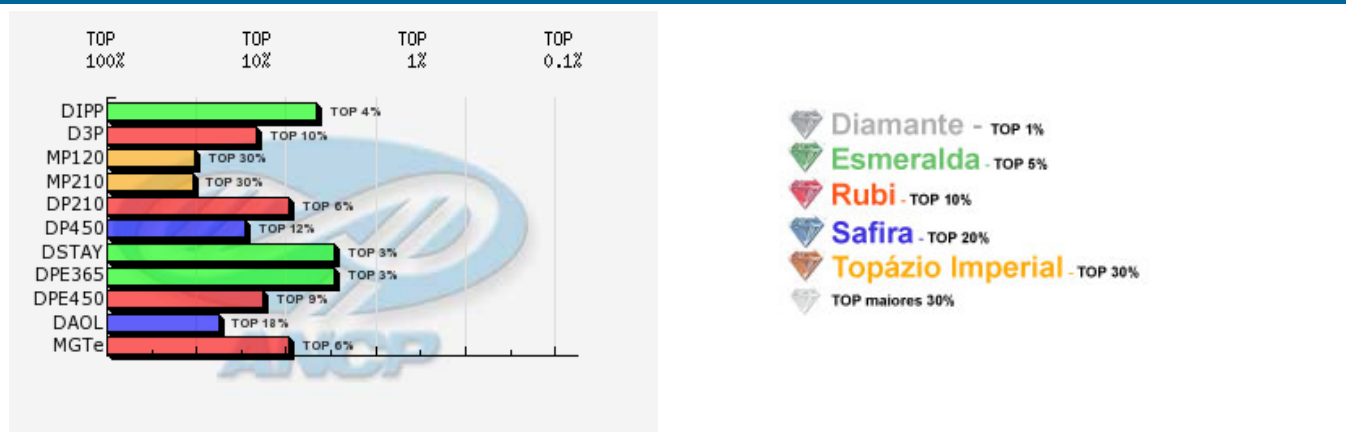 TOP TOP TOP TOP
100% 10% 1% 0.1%
DIPP TOP 4%
D3P TOP 10%
MP120 TOP 30%
MP210 TOP 30%
DP210 TOP 6%
DP450 TOP 12%
DSTAY TOP 3%
DPE365 TOP 3%
DPE450 TOP 9%
DAOL TOP 18%
MGTe TOP 6%
ANCP
Diamante - TOP 1%
Esmeralda - TOP 5%
Rubi - TOP 10%
Safira - TOP 20%
Topázio Imperial - TOP 30%
TOP maiores 30%